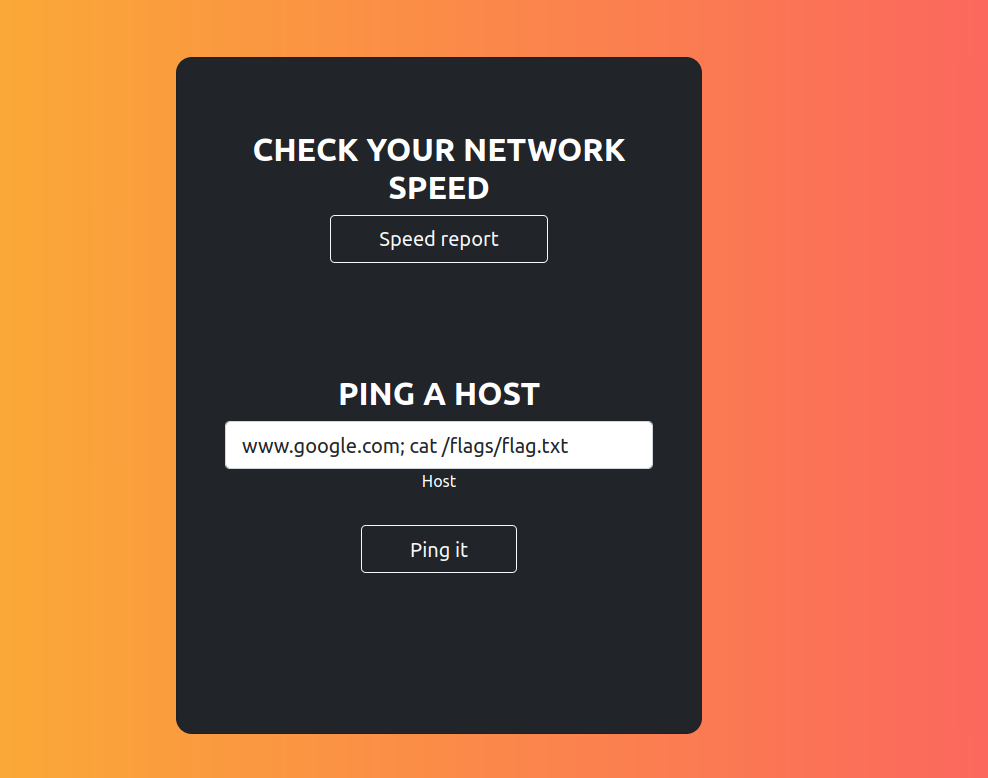 CHECK YOUR NETWORK
SPEED
Speed report
PING A HOST
www.google.com; cat /flags/flag.txt
Host
Ping it